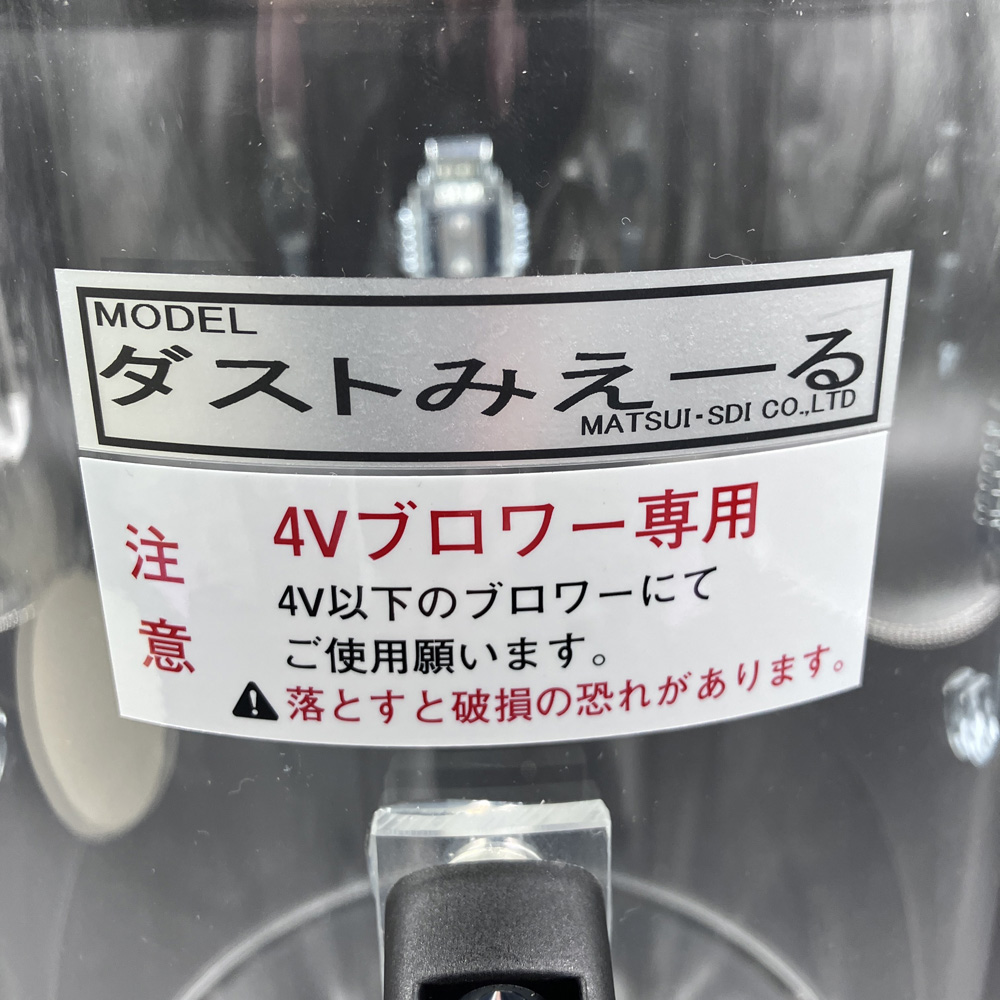 MODEL
ダストみえーる
MATSUI-SDI CO.,LTD
注意
4Vブロワー専用
4V以下のブロワーにて
ご使用願います。
落とすと破損の恐れがあります。